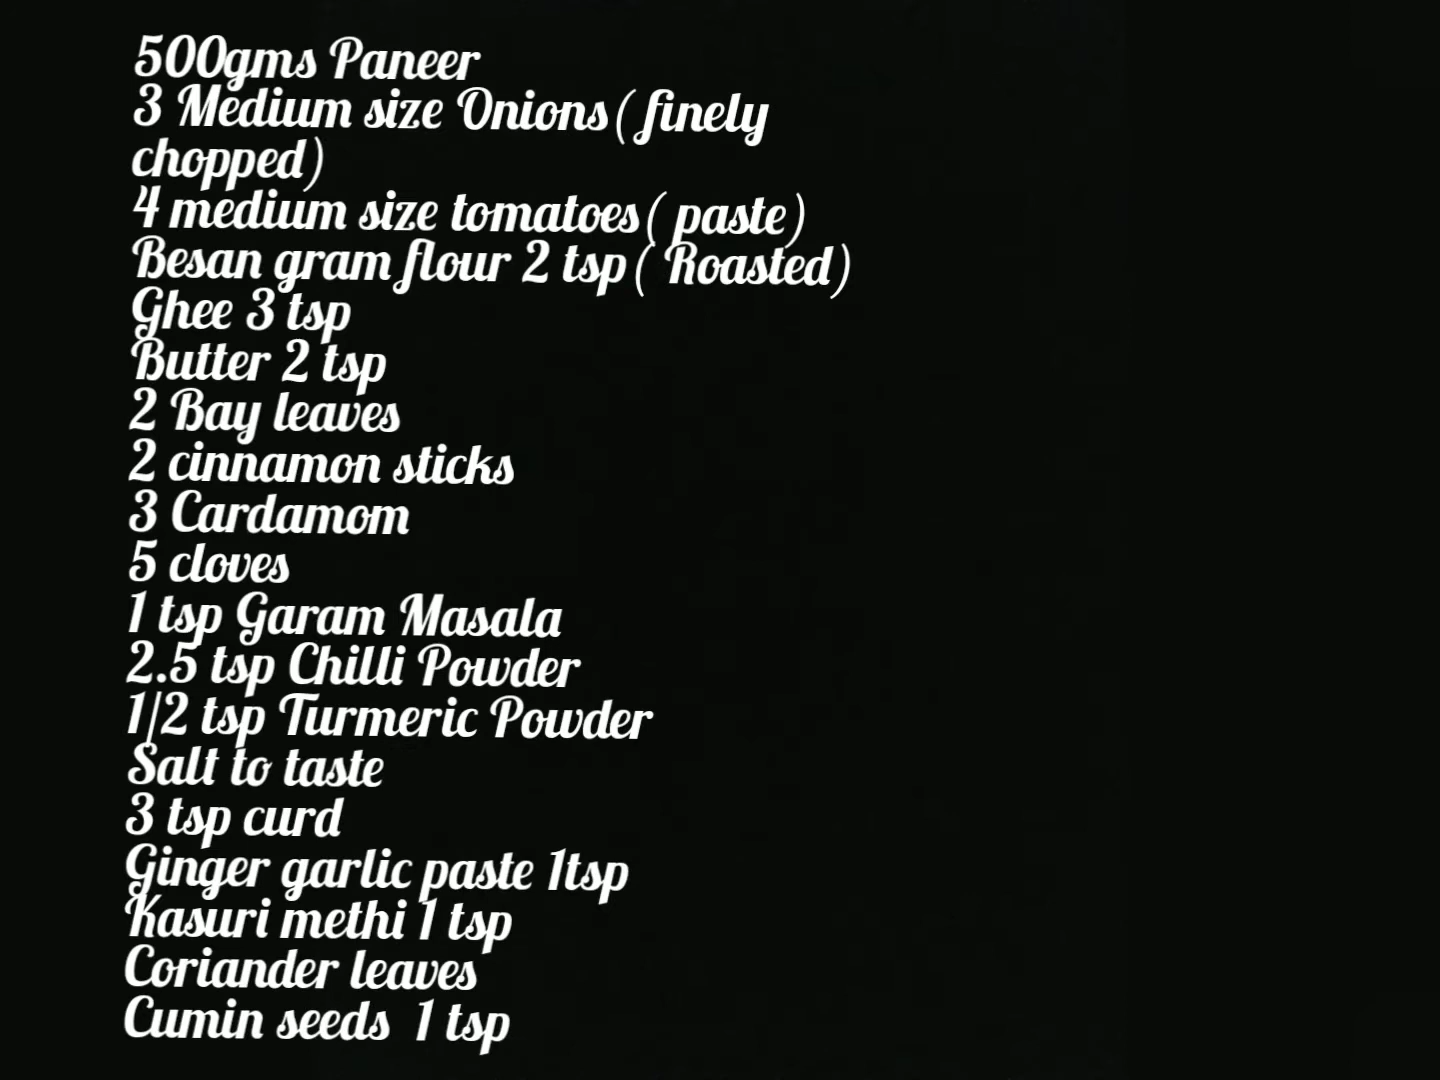 500gms Paneer
3 Medium size Onions( finely
chopped)
4 medium size tomatoes( paste)
Besan gram flour 2 tsp( Roasted)
Ghee 3 tsp
Butter 2 tsp
2 Bay leaves
2 cinnamon sticks
3 Cardamom
5 cloves
1 tsp Garam Masala
2.5 tsp Chilli Powder
1/2 tsp Turmeric Powder
Salt to taste
3 tsp curd
Ginger garlic paste 1tsp
Kasuri methi 1 tsp
Coriander leaves
Cumin seeds  1 tsp